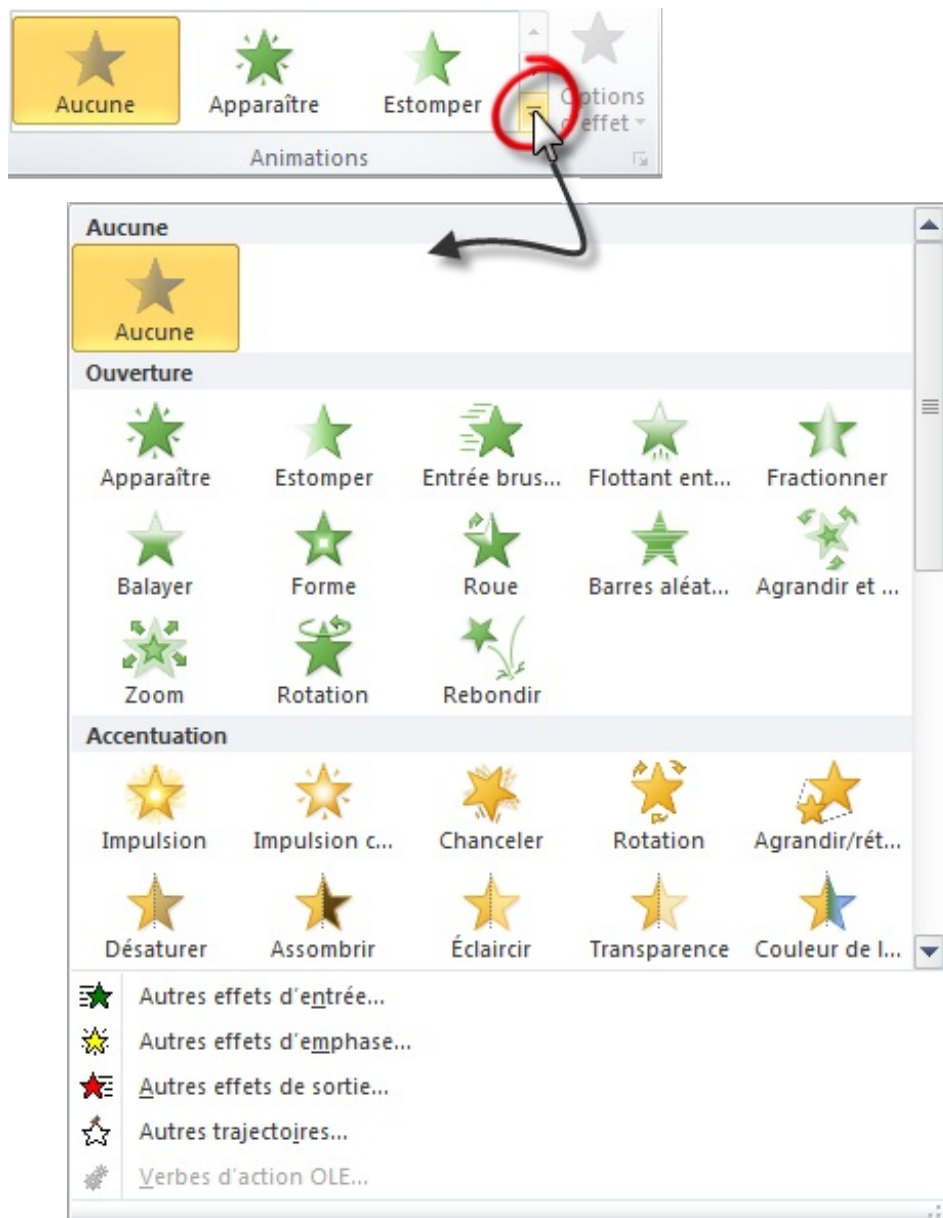 Aucune Apparaître Estomper Options d'effet
Animations
Aucune
Aucune
Ouverture
Apparaître Estomper Entrée brus... Flottant ent... Fractionner
Balayer Forme Roue Barres aléat... Agrandir et ...
Zoom Rotation Rebondir
Accentuation
Impulsion Impulsion c... Chanceler Rotation Agrandir/rét...
Désaturer Assombrir Éclaircir Transparence Couleur de l...
Autres effets d'entrée...
Autres effets d'emphase...
Autres effets de sortie...
Autres trajectoires...
Verbes d'action OLE...